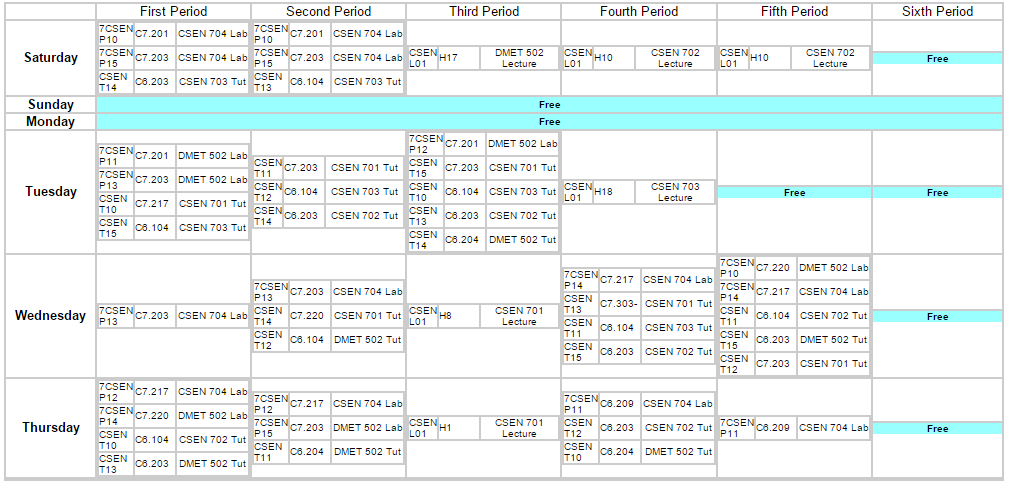 First Period Second Period Third Period Fourth Period Fifth Period Sixth Period
Saturday
7CSEN P10 C7.201 CSEN 704 Lab
7CSEN P15 C7.203 CSEN 704 Lab
CSEN T14 C6.203 CSEN 703 Tut
7CSEN P10 C7.201 CSEN 704 Lab
7CSEN P15 C7.203 CSEN 704 Lab
CSEN T13 C6.104 CSEN 703 Tut
CSEN L01 H17 DMET 502 Lecture
CSEN L01 H10 CSEN 702 Lecture
CSEN L01 H10 CSEN 702 Lecture
Free
Sunday
Free
Monday
Free
Tuesday
7CSEN P11 C7.201 DMET 502 Lab
7CSEN P13 C7.203 DMET 502 Lab
CSEN T10 C7.217 CSEN 701 Tut
CSEN T15 C6.104 CSEN 703 Tut
CSEN T11 C7.203 CSEN 701 Tut
CSEN T12 C6.104 CSEN 703 Tut
CSEN T14 C6.203 CSEN 702 Tut
7CSEN P12 C7.201 DMET 502 Lab
CSEN T15 C7.203 CSEN 701 Tut
CSEN T10 C6.104 CSEN 703 Tut
CSEN T13 C6.203 CSEN 702 Tut
CSEN T14 C6.204 DMET 502 Tut
CSEN L01 H18 CSEN 703 Lecture
Free
Free
Wednesday
7CSEN P13 C7.203 CSEN 704 Lab
7CSEN P13 C7.203 CSEN 704 Lab
CSEN T14 C7.220 CSEN 701 Tut
CSEN T12 C6.104 DMET 502 Tut
CSEN L01 H8 CSEN 701 Lecture
7CSEN P14 C7.217 CSEN 704 Lab
CSEN T13 C7.303- CSEN 701 Tut
CSEN T11 C6.104 CSEN 703 Tut
CSEN T15 C6.203 CSEN 702 Tut
7CSEN P10 C7.220 DMET 502 Lab
7CSEN P14 C7.217 CSEN 704 Lab
CSEN T11 C6.104 CSEN 702 Tut
CSEN T15 C6.203 DMET 502 Tut
CSEN T12 C7.203 CSEN 701 Tut
Free
Thursday
7CSEN P12 C7.217 CSEN 704 Lab
7CSEN P14 C7.220 DMET 502 Lab
CSEN T10 C6.104 CSEN 702 Tut
CSEN T13 C6.203 DMET 502 Tut
7CSEN P12 C7.217 CSEN 704 Lab
7CSEN P15 C7.203 DMET 502 Lab
CSEN T11 C6.204 DMET 502 Tut
CSEN L01 H1 CSEN 701 Lecture
7CSEN P11 C6.209 CSEN 704 Lab
CSEN T12 C6.203 CSEN 702 Tut
CSEN T10 C6.204 DMET 502 Tut
7CSEN P11 C6.209 CSEN 704 Lab
Free